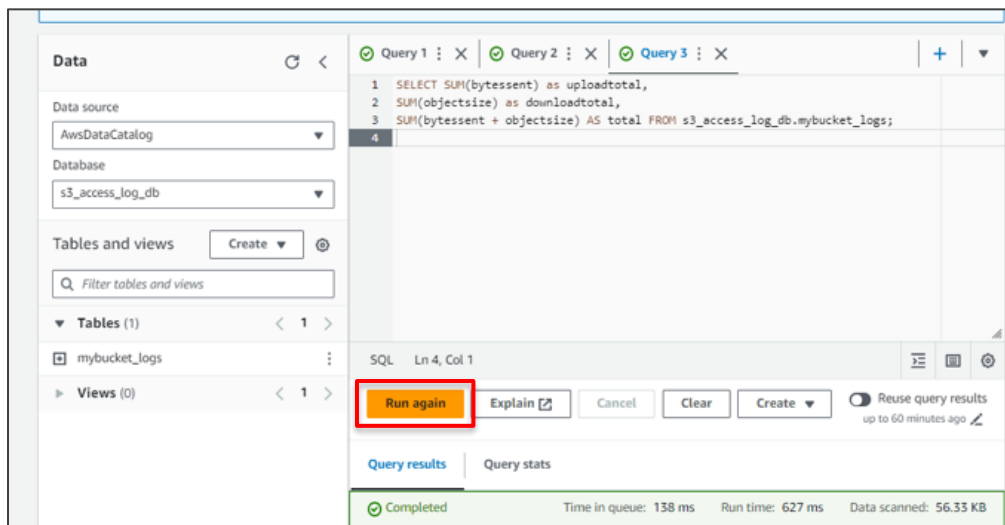 Data
Data source
AwsDataCatalog
Database
s3_access_log_db
Tables and views
Create
Filter tables and views
Tables (1)
1
mybucket_logs
Views (0)
1
Query 1
Query 2
Query 3
1 SELECT SUM(bytessent) as uploadtotal,
2 SUM(objectsize) as downloadtotal,
3 SUM(bytessent + objectsize) AS total FROM s3_access_log_db.mybucket_logs;
4
SQL Ln 4, Col 1
Run again Explain Cancel Clear Create Reuse query results
up to 60 minutes ago
Query results Query stats
Completed Time in queue: 138 ms Run time: 627 ms Data scanned: 56.33 KB